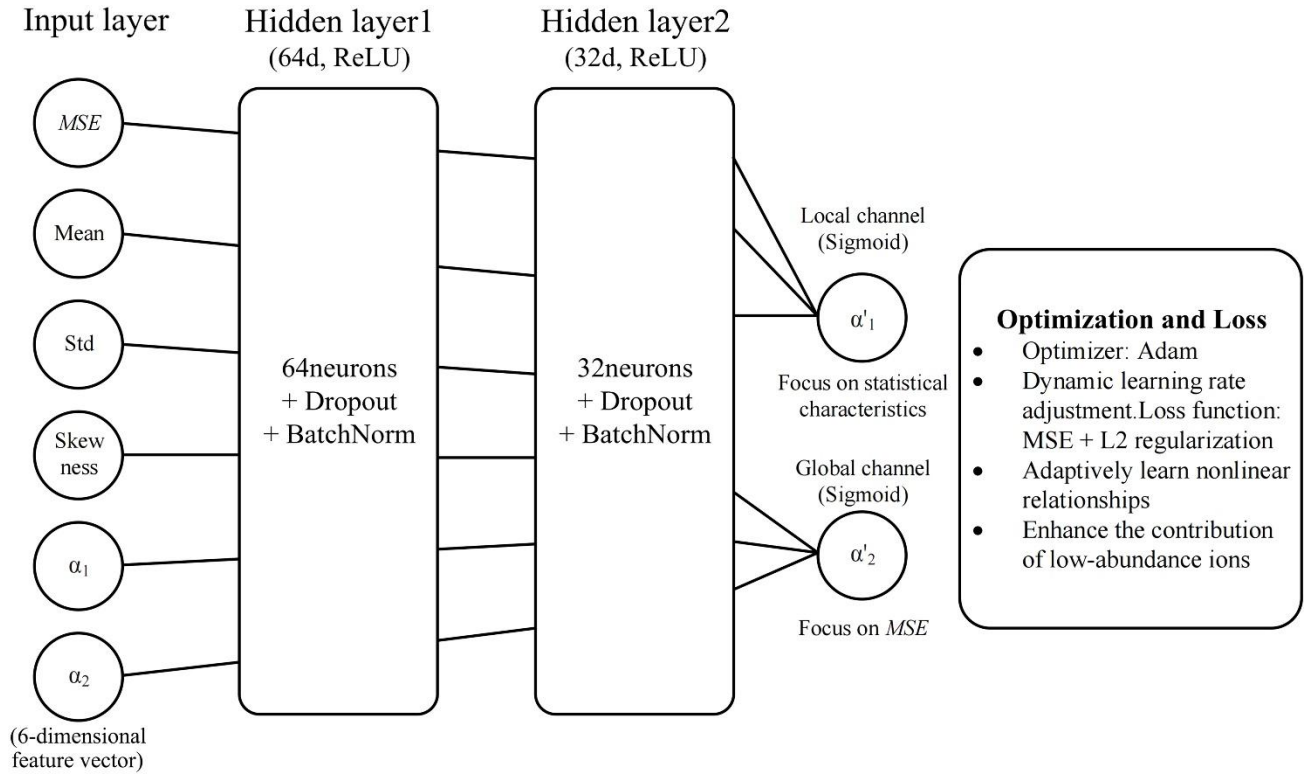 Input layer
Hidden layer1
(64d, ReLU)
Hidden layer2
(32d, ReLU)
MSE
Mean
Std
Skew
ness
α₁
α₂
(6-dimensional
feature vector)
64neurons
+ Dropout
+ BatchNorm
32neurons
+ Dropout
+ BatchNorm
Local channel
(Sigmoid)
α'₁
Focus on statistical
characteristics
Global channel
(Sigmoid)
α'₂
Focus on MSE
Optimization and Loss
• Optimizer: Adam
• Dynamic learning rate
adjustment.Loss function:
MSE + L2 regularization
• Adaptively learn nonlinear
relationships
• Enhance the contribution
of low-abundance ions